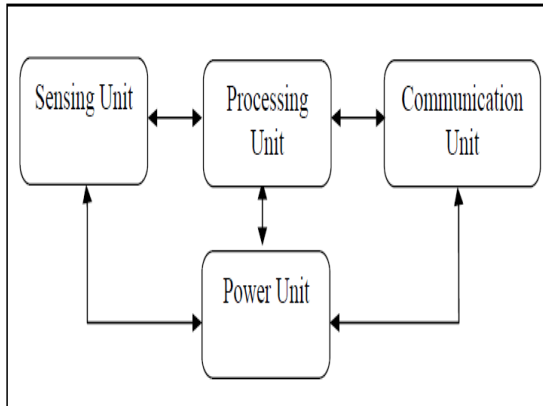 Sensing Unit
Processing
Unit
Communication
Unit
Power Unit